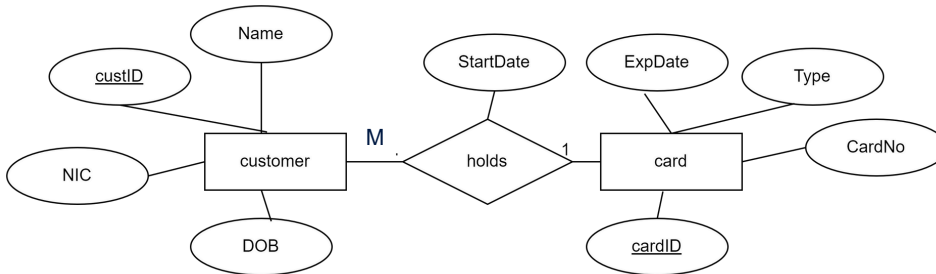 Name
custID
StartDate
ExpDate
Type
M
1
customer
holds
card
CardNo
NIC
DOB
cardID